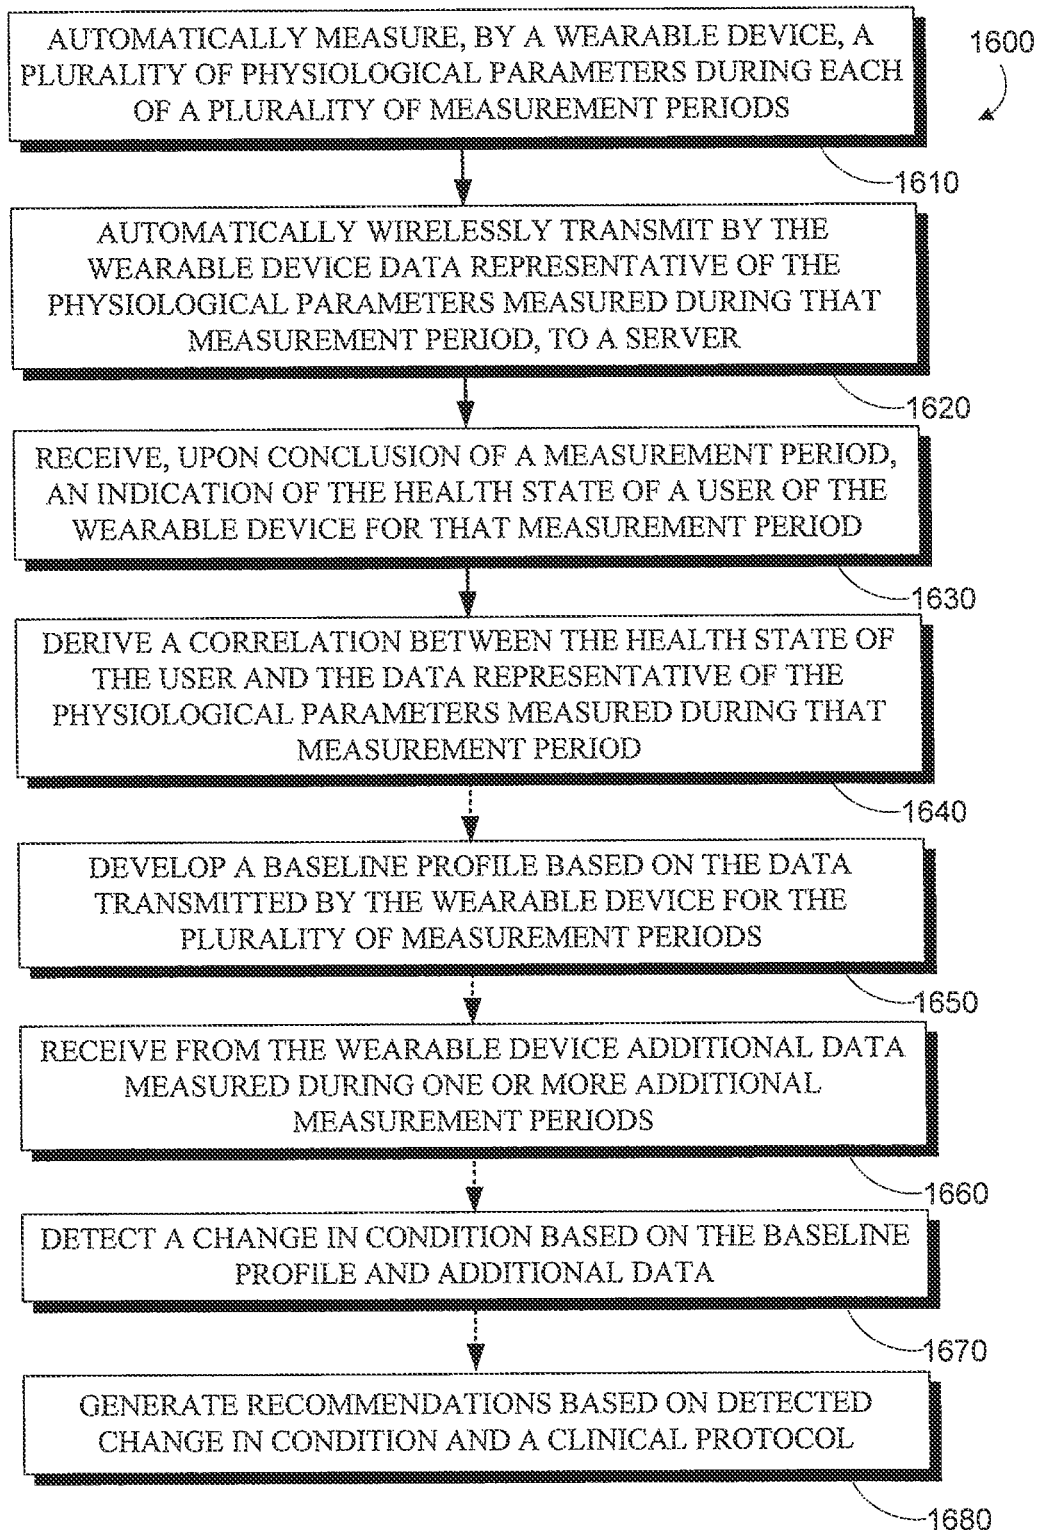 AUTOMATICALLY MEASURE, BY A WEARABLE DEVICE, A
PLURALITY OF PHYSIOLOGICAL PARAMETERS DURING EACH
OF A PLURALITY OF MEASUREMENT PERIODS
1600
1610
AUTOMATICALLY WIRELESSLY TRANSMIT BY THE
WEARABLE DEVICE DATA REPRESENTATIVE OF THE
PHYSIOLOGICAL PARAMETERS MEASURED DURING THAT
MEASUREMENT PERIOD, TO A SERVER
1620
RECEIVE, UPON CONCLUSION OF A MEASUREMENT PERIOD,
AN INDICATION OF THE HEALTH STATE OF A USER OF THE
WEARABLE DEVICE FOR THAT MEASUREMENT PERIOD
1630
DERIVE A CORRELATION BETWEEN THE HEALTH STATE OF
THE USER AND THE DATA REPRESENTATIVE OF THE
PHYSIOLOGICAL PARAMETERS MEASURED DURING THAT
MEASUREMENT PERIOD
1640
DEVELOP A BASELINE PROFILE BASED ON THE DATA
TRANSMITTED BY THE WEARABLE DEVICE FOR THE
PLURALITY OF MEASUREMENT PERIODS
1650
RECEIVE FROM THE WEARABLE DEVICE ADDITIONAL DATA
MEASURED DURING ONE OR MORE ADDITIONAL
MEASUREMENT PERIODS
1660
DETECT A CHANGE IN CONDITION BASED ON THE BASELINE
PROFILE AND ADDITIONAL DATA
1670
GENERATE RECOMMENDATIONS BASED ON DETECTED
CHANGE IN CONDITION AND A CLINICAL PROTOCOL
1680